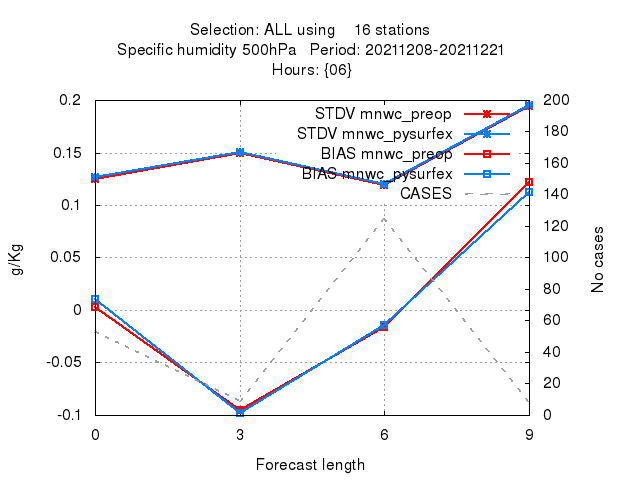 Selection: ALL using 16 stations
Specific humidity 500hPa Period: 20211208-20211221
Hours: {06}
STDV mnwc_preop
STDV mnwc_pysurfex
BIAS mnwc_preop
BIAS mnwc_pysurfex
CASES
0.2
0.15
0.1
0.05
0
-0.05
-0.1
200
180
160
140
120
100
80
60
40
20
0
g/Kg
No cases
0 3 6 9
Forecast length